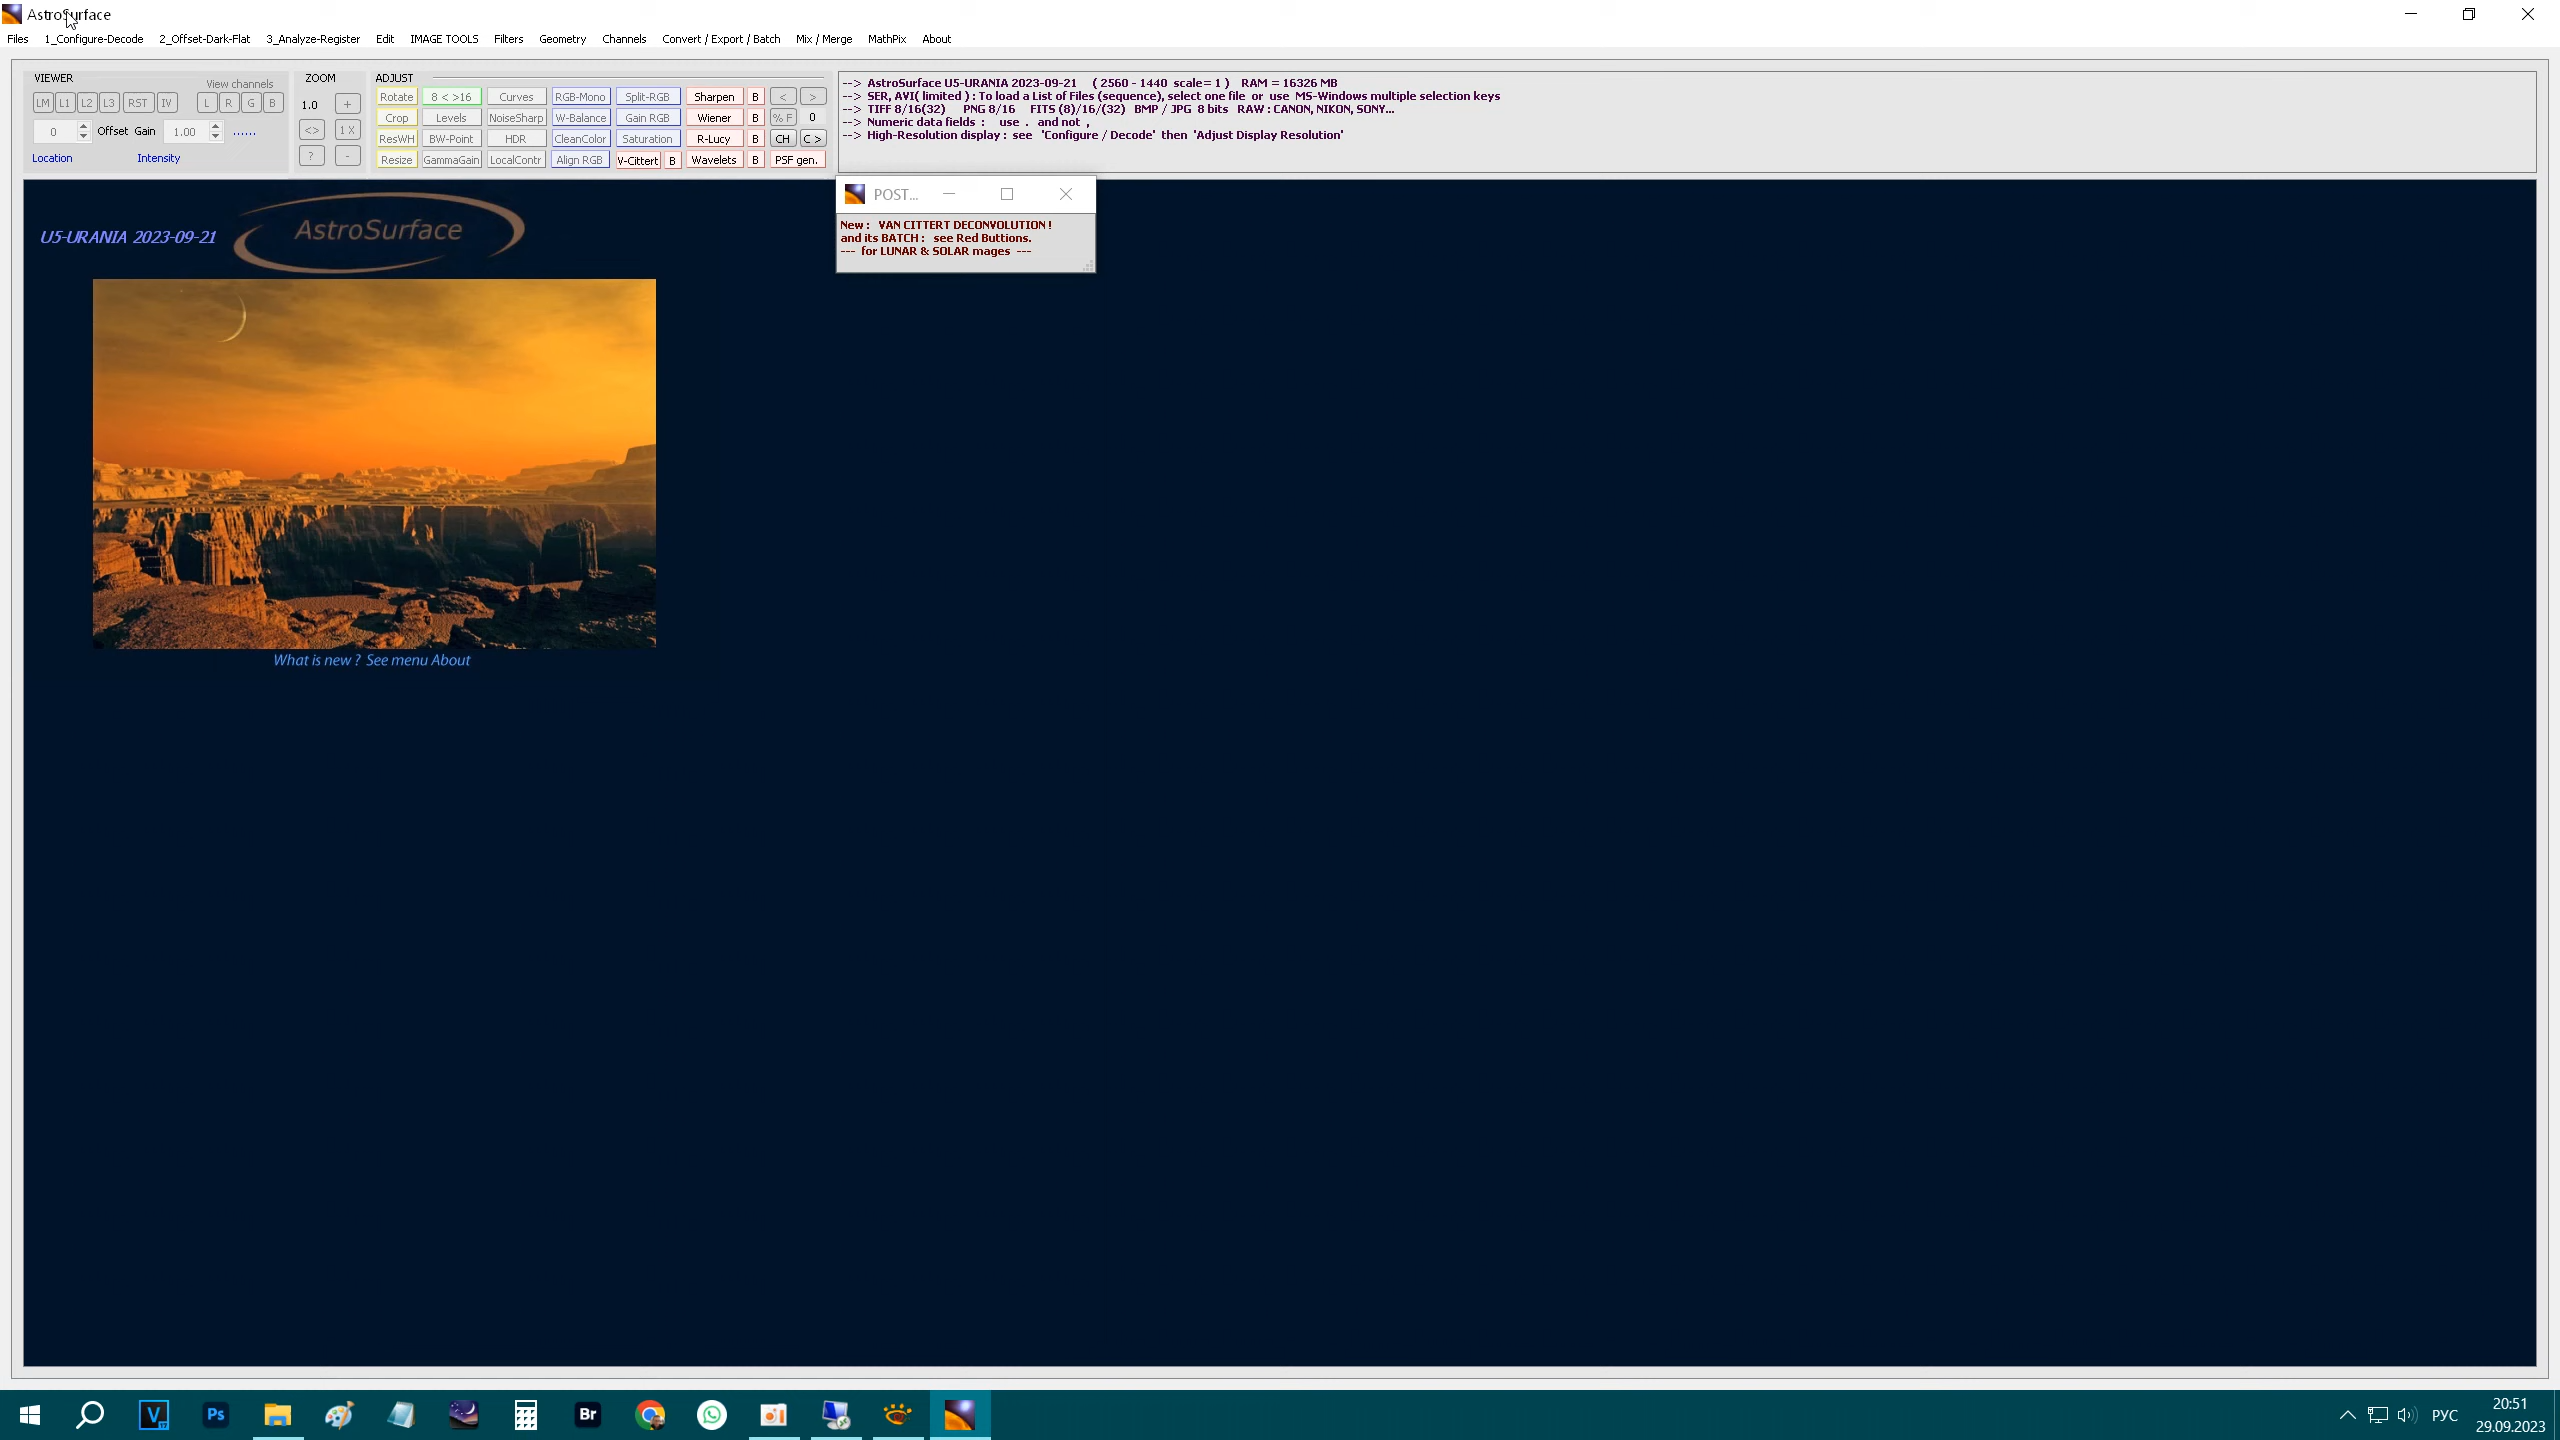 AstroSurface
Files 1_Configure-Decode 2_Offset-Dark-Flat 3_Analyze-Register Edit IMAGE TOOLS Filters Geometry Channels Convert / Export / Batch Mix / Merge MathPix About
VIEWER
View channels
LM L1 L2 L3 RST IV L R G B
0 Offset Gain 1.00 ......
Location Intensity
ZOOM
1.0 +
<> 1 X
? -
ADJUST
Rotate 8 < >16 Curves RGB-Mono Split-RGB Sharpen B < >
Crop Levels NoiseSharp W-Balance Gain RGB Wiener B % F 0
ResWH BW-Point HDR CleanColor Saturation R-Lucy B CH C >
Resize GammaGain LocalContr Align RGB V-Cittert B Wavelets B PSF gen.
--> AstroSurface U5-URANIA 2023-09-21 ( 2560 - 1440 scale= 1 ) RAM = 16326 MB
--> SER, AVI( limited ) : To load a List of Files (sequence), select one file or use MS-Windows multiple selection keys
--> TIFF 8/16(32) PNG 8/16 FITS (8)/16/(32) BMP / JPG 8 bits RAW : CANON, NIKON, SONY...
--> Numeric data fields : use . and not ,
--> High-Resolution display : see 'Configure / Decode' then 'Adjust Display Resolution'
POST...
New : VAN CITTERT DECONVOLUTION !
and its BATCH : see Red Buttions.
--- for LUNAR & SOLAR mages ---
U5-URANIA 2023-09-21
AstroSurface
What is new ? See menu About
V 17 Ps Br
РУС
20:51
29.09.2023